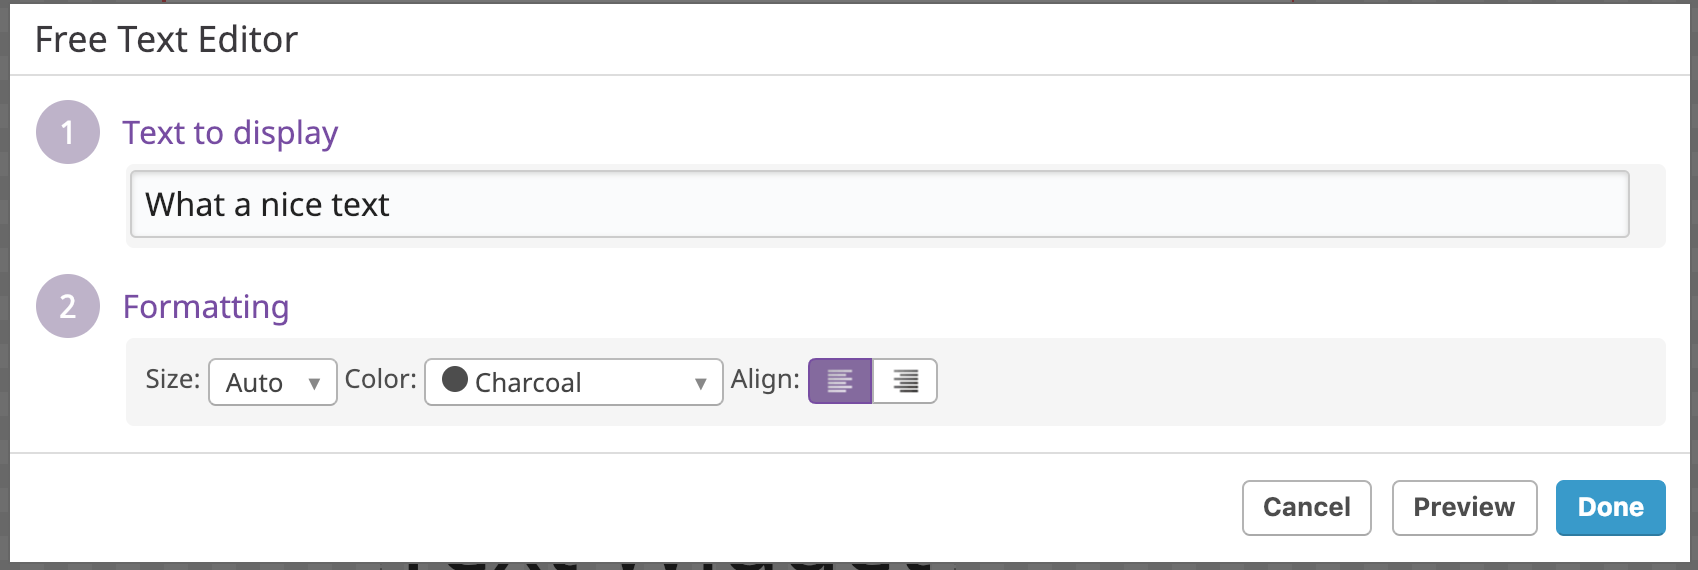 Free Text Editor
1 Text to display
What a nice text
2 Formatting
Size: Auto ▼ Color: Charcoal ▼ Align:
Cancel Preview Done